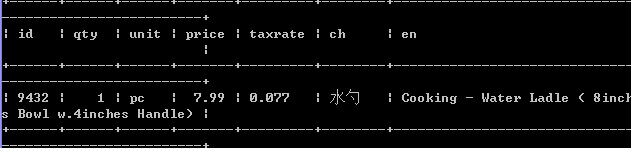 +------+------+------+-------+---------+------+------------------------------
-------------------------+
| id   | qty  | unit | price | taxrate | ch   | en
                         |
+------+------+------+-------+---------+------+------------------------------
-------------------------+
| 9432 |    1 | pc   |  7.99 | 0.077   | 水勺 | Cooking - Water Ladle ( 8inch
s Bowl w.4inches Handle) |
+------+------+------+-------+---------+------+------------------------------
-------------------------+